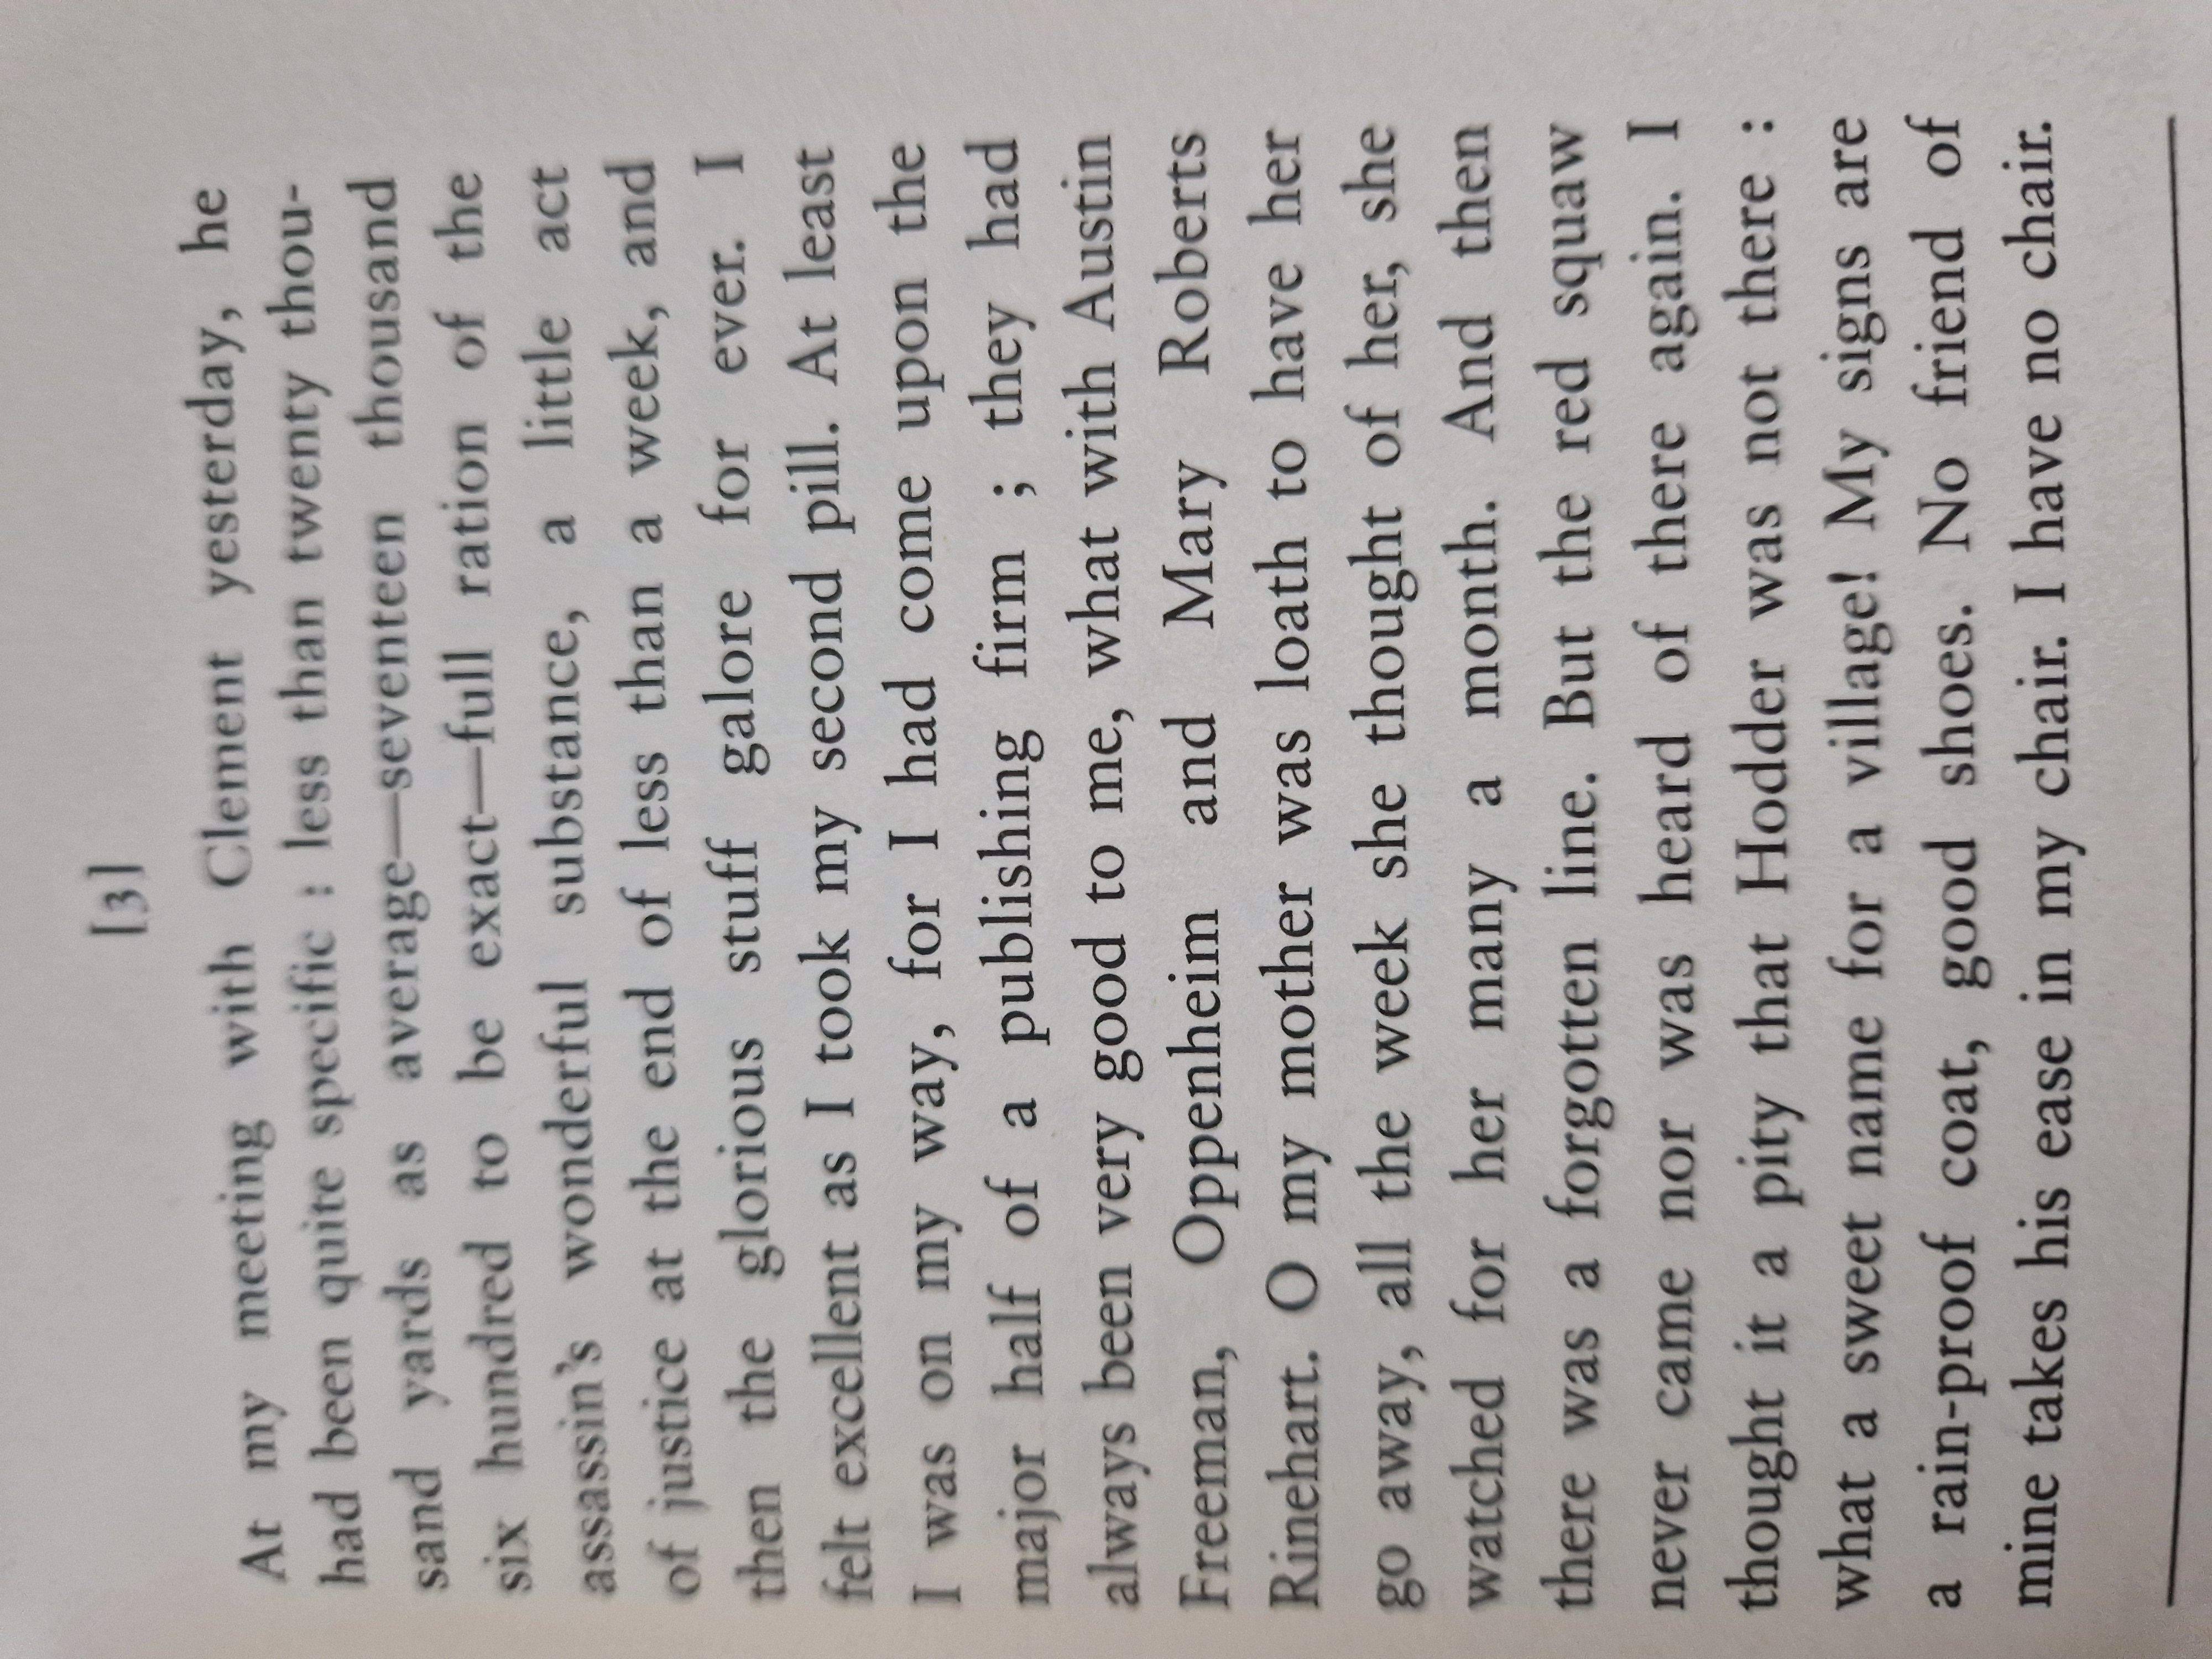 [3]
At my meeting with Clement yesterday, he
had been quite specific : less than twenty thou-
sand yards as average—seventeen thousand
six hundred to be exact—full ration of the
assassin's wonderful substance, a little act
of justice at the end of less than a week, and
then the glorious stuff galore for ever. I
felt excellent as I took my second pill. At least
I was on my way, for I had come upon the
major half of a publishing firm ; they had
always been very good to me, what with Austin
Freeman, Oppenheim and Mary Roberts
Rinehart. O my mother was loath to have her
go away, all the week she thought of her, she
watched for her many a month. And then
there was a forgotten line. But the red squaw
never came nor was heard of there again. I
thought it a pity that Hodder was not there :
what a sweet name for a village! My signs are
a rain-proof coat, good shoes. No friend of
mine takes his ease in my chair. I have no chair.